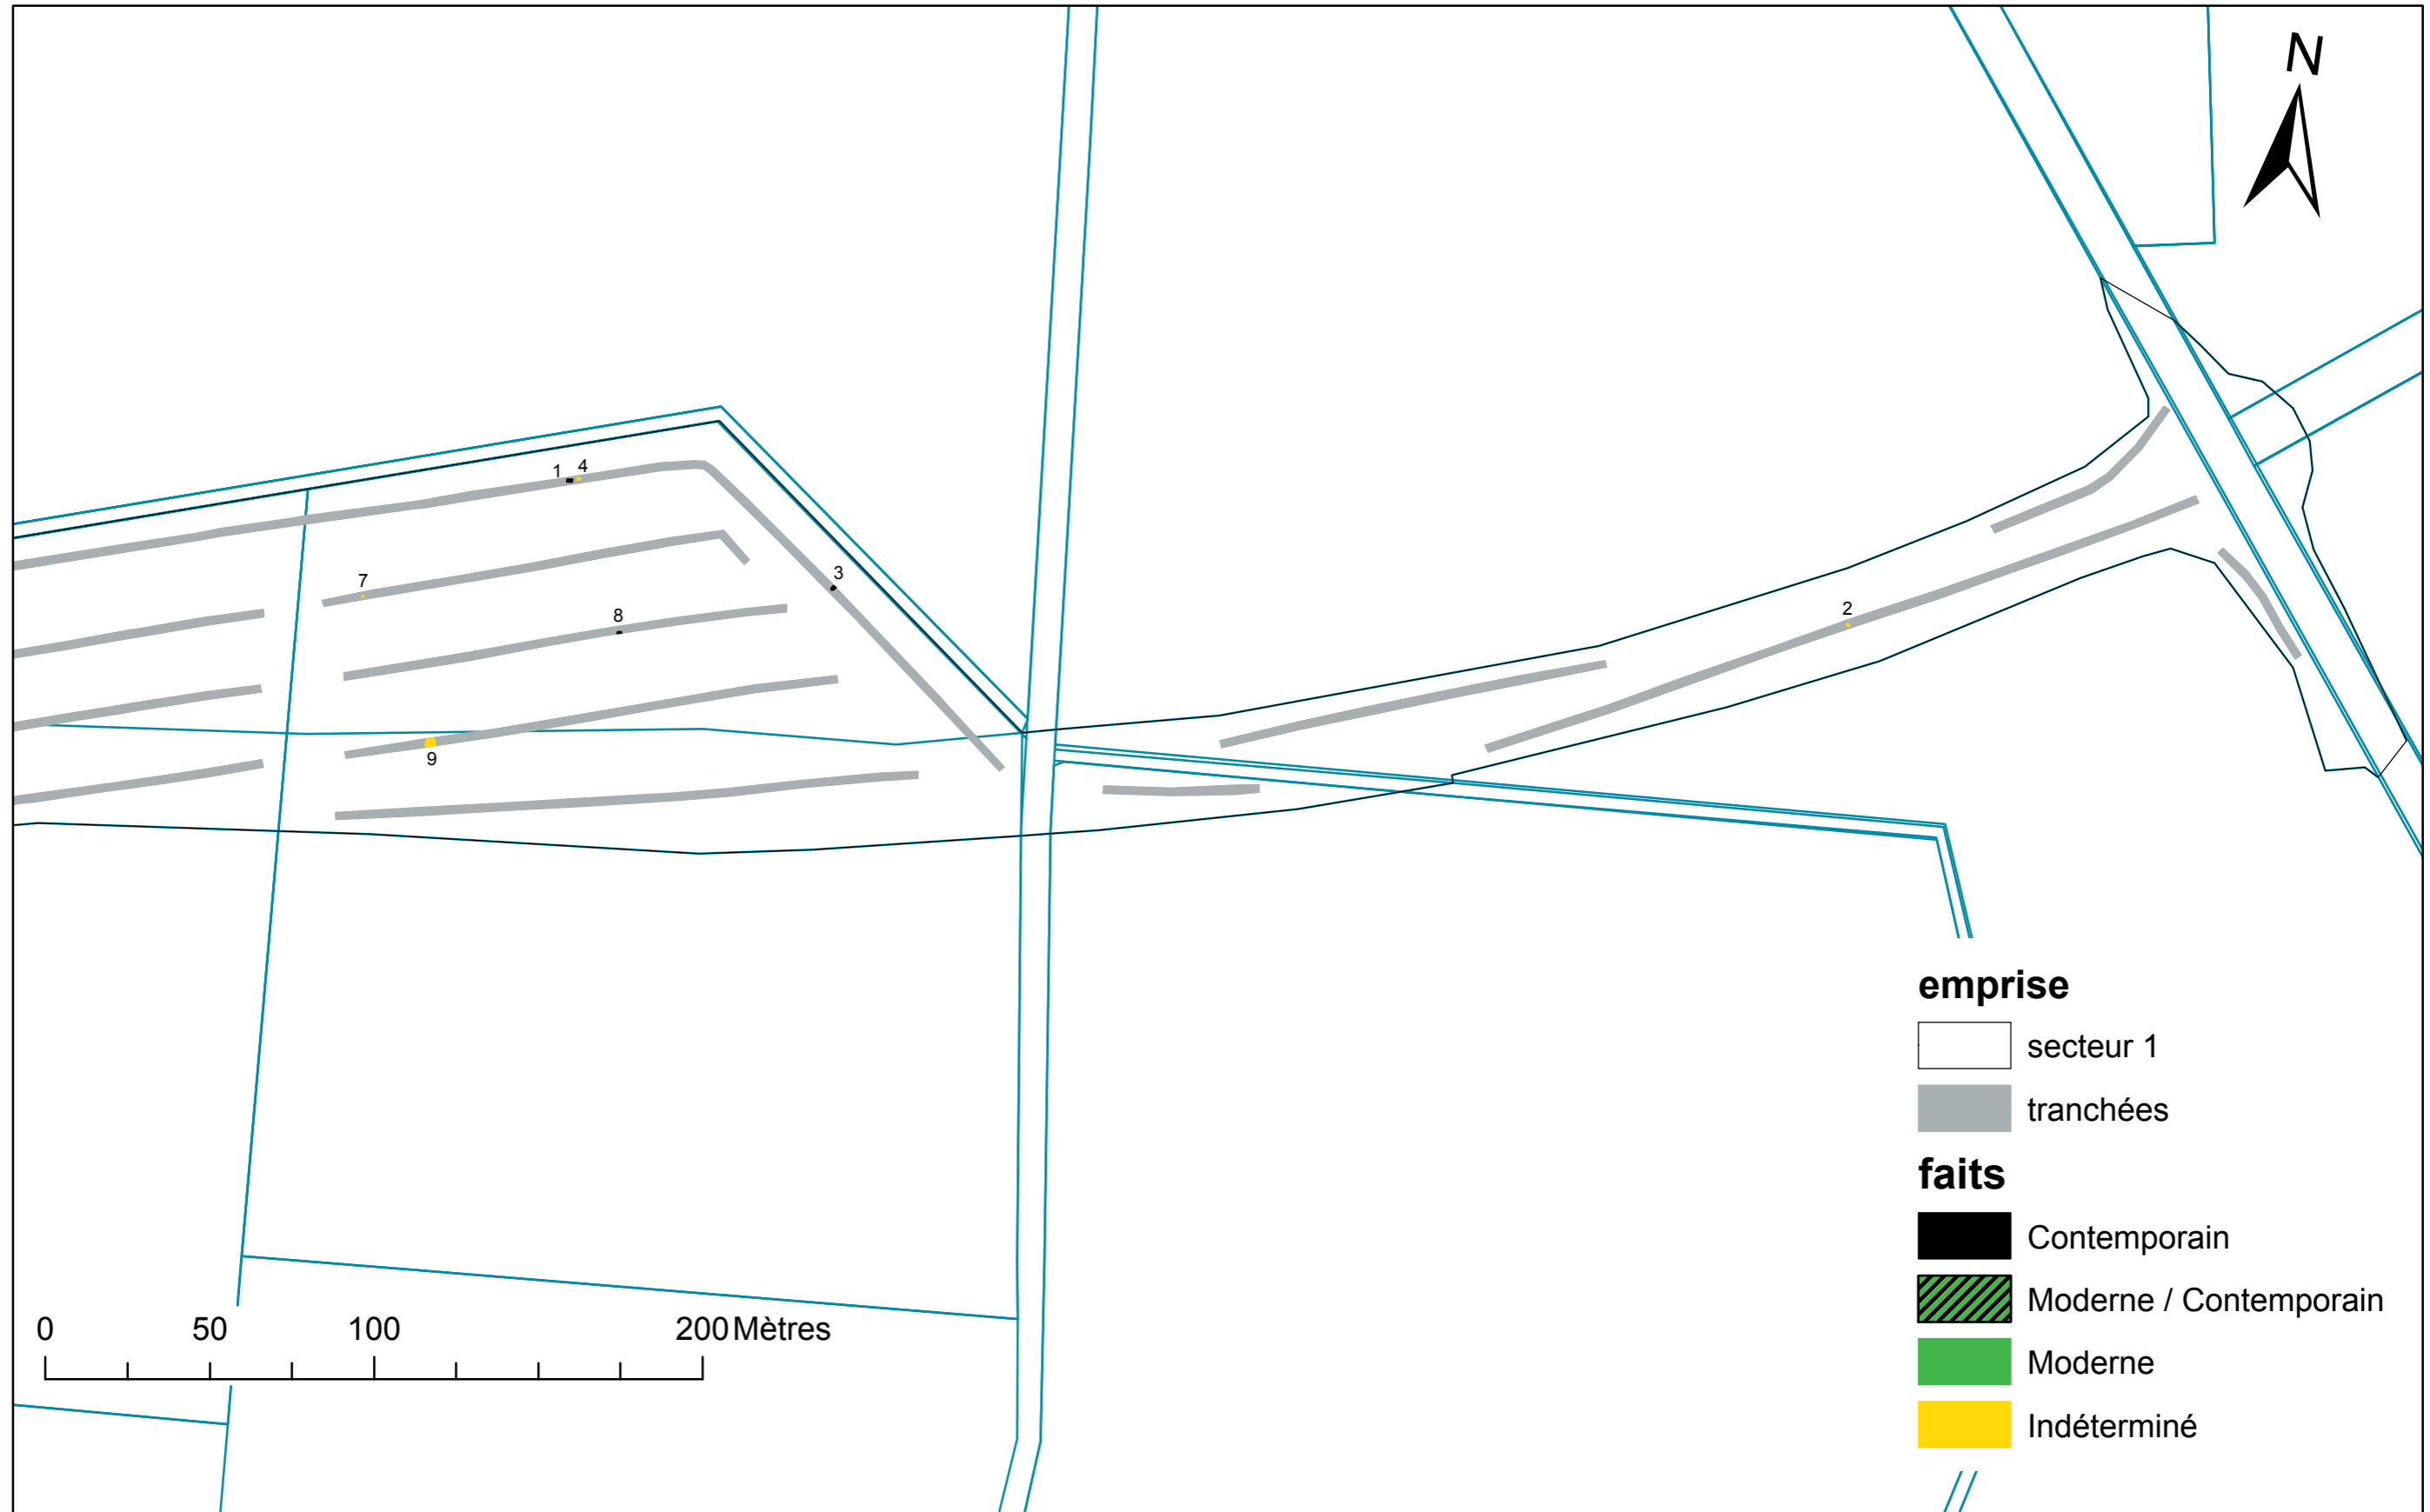 N
1 4
7
3
8
2
9
emprise
secteur 1
tranchées
faits
Contemporain
Moderne / Contemporain
Moderne
Indéterminé
0 50 100 200 Mètres